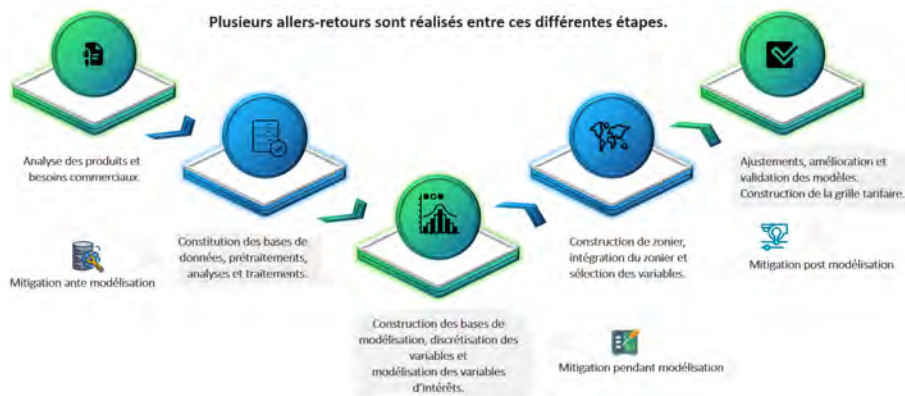 Plusieurs allers-retours sont réalisés entre ces différentes étapes.
Analyse des produits et
besoins commerciaux.
Mitigation ante modélisation
Constitution des bases de
données, prétraitements,
analyses et traitements.
Construction des bases de
modélisation, discrétisation des
variables et
modélisation des variables
d'intérêts.
Construction de zonier,
intégration du zonier et
sélection des variables.
Mitigation pendant modélisation
Ajustements, amélioration et
validation des modèles.
Construction de la grille tarifaire.
Mitigation post modélisation